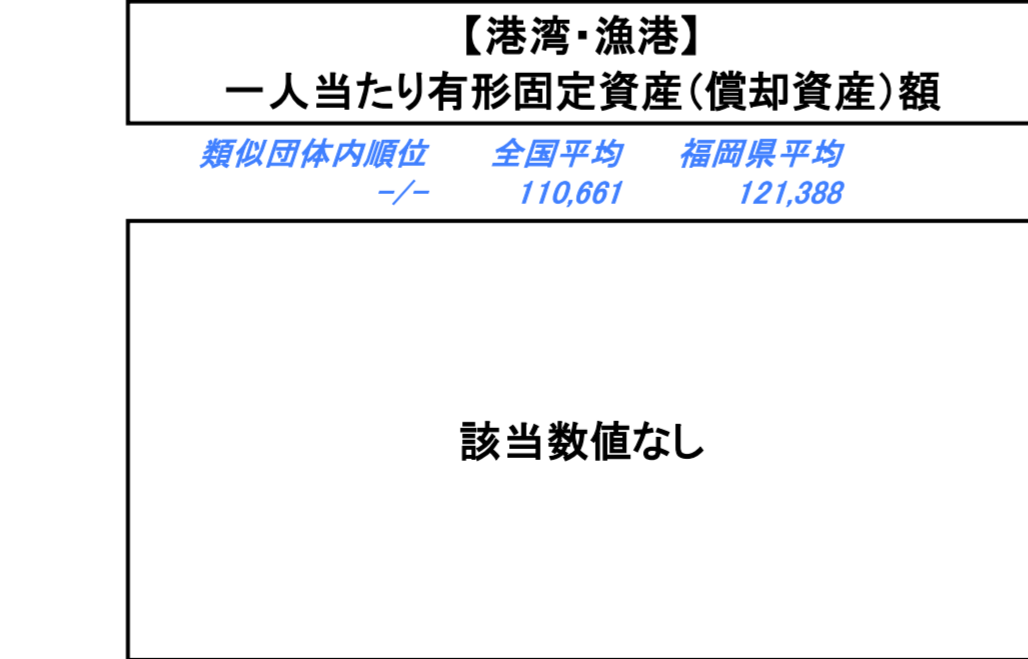 【港湾・漁港】
一人当たり有形固定資産（償却資産）額
類似団体内順位 全国平均 福岡県平均
-/- 110,661 121,388
該当数値なし